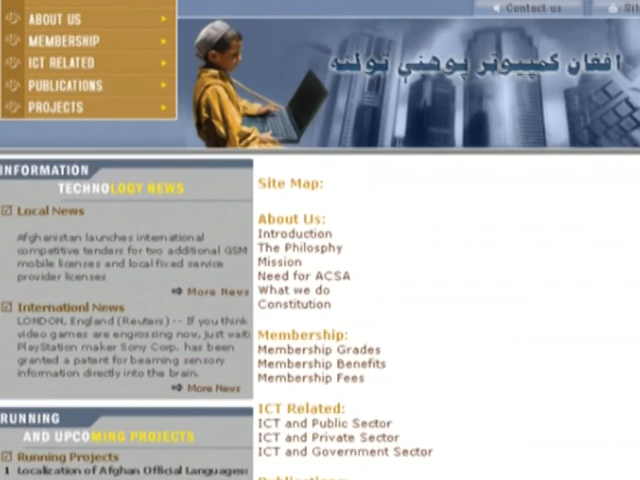 ABOUT US
MEMBERSHIP
ICT RELATED
PUBLICATIONS
PROJECTS
Contact us
Sit
افغان کمپیوټر پوهنې ټولنه
INFORMATION
TECHNOLOGY NEWS
Local News
Afghanistan launches international
competitive tenders for two additional GSM
mobile licenses and local fixed service
provider licenses
More News
Internationl News
LONDON, England (Reuters) -- If you think
video games are engrossing now, just wait:
PlayStation maker Sony Corp. has been
granted a patent for beaming sensory
information directly into the brain.
More News
RUNNING
AND UPCOMING PROJECTS
Running Projects
1 Localization of Afghan Official Languages:
Site Map:
About Us:
Introduction
The Philosphy
Mission
Need for ACSA
What we do
Constitution
Membership:
Membership Grades
Membership Benefits
Membership Fees
ICT Related:
ICT and Public Sector
ICT and Private Sector
ICT and Government Sector